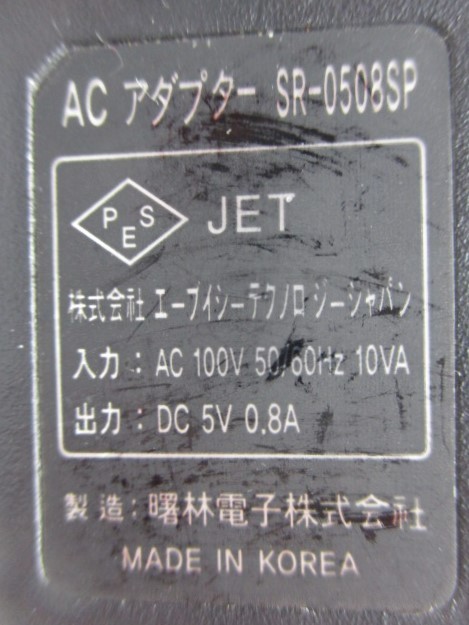 AC アダプター SR-0508SP
PSE JET
株式会社 エーブイシーテクノロジージャパン
入力 : AC 100V 50/60Hz 10VA
出力 : DC 5V 0.8A
製造 : 曙林電子株式会社
MADE IN KOREA